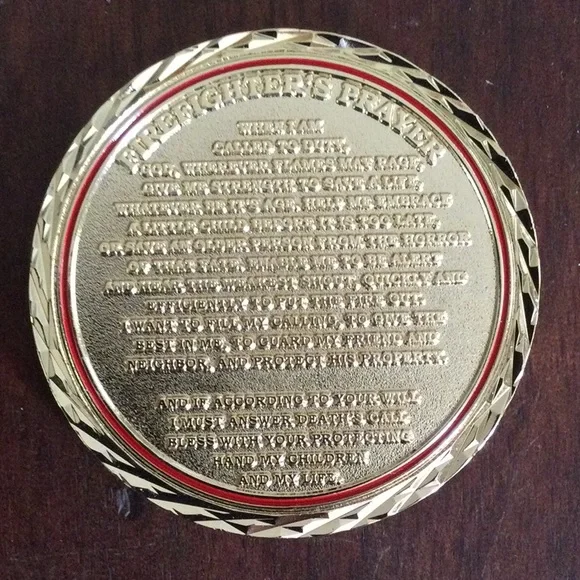 FIREFIGHTER'S PRAYER
WHEN I AM
CALLED TO DUTY,
GOD, WHEREVER FLAMES MAY RAGE,
GIVE ME STRENGTH TO SAVE A LIFE,
WHATEVER BE IT'S AGE. HELP ME EMBRACE
A LITTLE CHILD, BEFORE IT IS TOO LATE,
OR SAVE AN OLDER PERSON FROM THE HORROR
OF THAT FATE. ENABLE ME TO BE ALERT
AND HEAR THE WEAKEST SHOUT, QUICKLY AND
EFFICIENTLY TO PUT THE FIRE OUT.
I WANT TO FILL MY CALLING, TO GIVE THE
BEST IN ME, TO GUARD MY FRIEND AND
NEIGHBOR, AND PROTECT HIS PROPERTY.
AND IF ACCORDING TO YOUR WILL
I MUST ANSWER DEATH'S CALL,
BLESS WITH YOUR PROTECTING
HAND MY CHILDREN
AND MY LIFE.